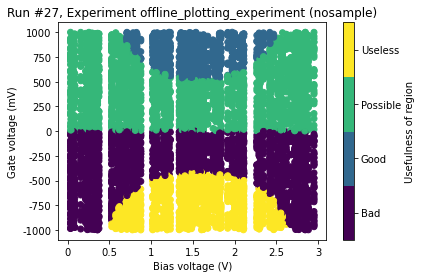 Run #27, Experiment offline_plotting_experiment (nosample)
1000
750
500
250
0
-250
-500
-750
-1000
Gate voltage (mV)
0
0.5
1
1.5
2
2.5
3
Bias voltage (V)
Useless
Possible
Good
Bad
Usefulness of region